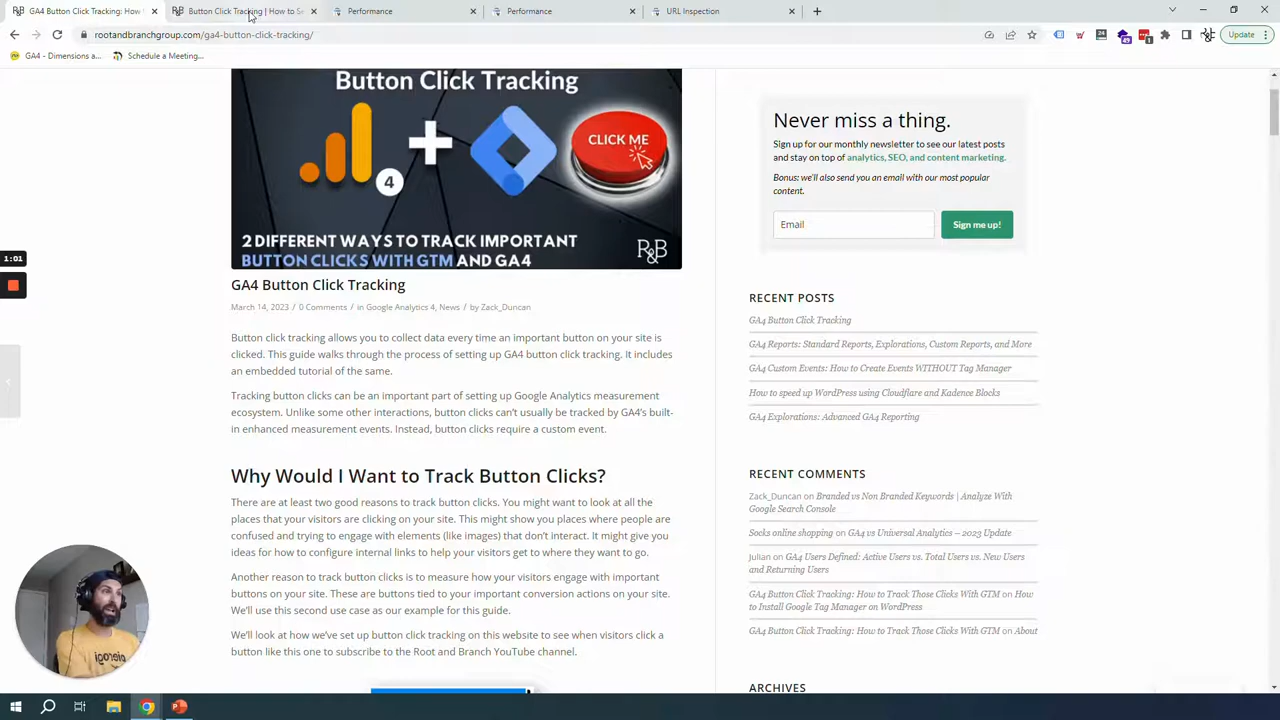 GA4 Button Click Tracking: How
Button Click Tracking | How to Se
Performance
Performance
URL Inspection
rootandbranchgroup.com/ga4-button-click-tracking/
Update
GA4 - Dimensions a...
Schedule a Meeting...
Button Click Tracking
4
CLICK ME
2 DIFFERENT WAYS TO TRACK IMPORTANT
BUTTON CLICKS WITH GTM AND GA4
R&B
GA4 Button Click Tracking
March 14, 2023 / 0 Comments / in Google Analytics 4, News / by Zack_Duncan
Button click tracking allows you to collect data every time an important button on your site is
clicked. This guide walks through the process of setting up GA4 button click tracking. It includes
an embedded tutorial of the same.
Tracking button clicks can be an important part of setting up Google Analytics measurement
ecosystem. Unlike some other interactions, button clicks can't usually be tracked by GA4's built-
in enhanced measurement events. Instead, button clicks require a custom event.
Why Would I Want to Track Button Clicks?
There are at least two good reasons to track button clicks. You might want to look at all the
places that your visitors are clicking on your site. This might show you places where people are
confused and trying to engage with elements (like images) that don't interact. It might give you
ideas for how to configure internal links to help your visitors get to where they want to go.
Another reason to track button clicks is to measure how your visitors engage with important
buttons on your site. These are buttons tied to your important conversion actions on your site.
We'll use this second use case as our example for this guide.
We'll look at how we've set up button click tracking on this website to see when visitors click a
button like this one to subscribe to the Root and Branch YouTube channel.
Never miss a thing.
Sign up for our monthly newsletter to see our latest posts
and stay on top of analytics, SEO, and content marketing.
Bonus: we'll also send you an email with our most popular
content.
Email
Sign me up!
RECENT POSTS
GA4 Button Click Tracking
GA4 Reports: Standard Reports, Explorations, Custom Reports, and More
GA4 Custom Events: How to Create Events WITHOUT Tag Manager
How to speed up WordPress using Cloudflare and Kadence Blocks
GA4 Explorations: Advanced GA4 Reporting
RECENT COMMENTS
Zack_Duncan on Branded vs Non Branded Keywords | Analyze With
Google Search Console
Socks online shopping on GA4 vs Universal Analytics – 2023 Update
Julian on GA4 Users Defined: Active Users vs. Total Users vs. New Users
and Returning Users
GA4 Button Click Tracking: How to Track Those Clicks With GTM on How
to Install Google Tag Manager on WordPress
GA4 Button Click Tracking: How to Track Those Clicks With GTM on About
ARCHIVES
1:01